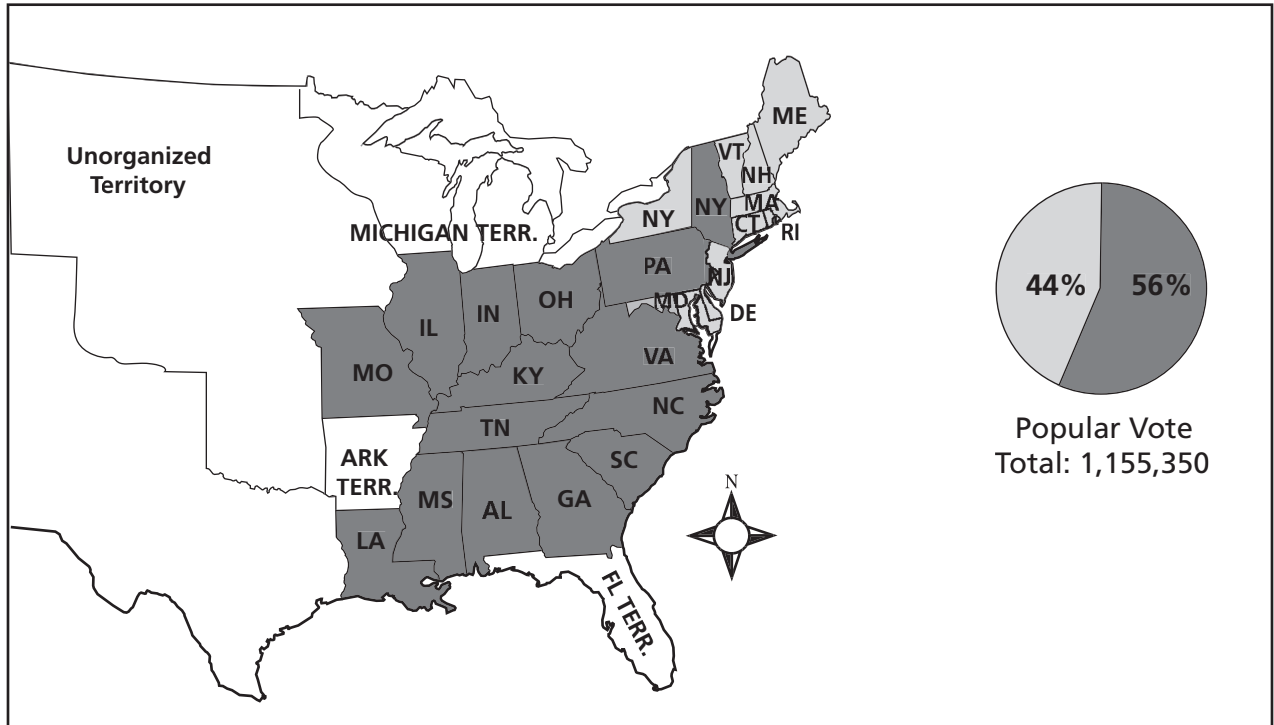 Unorganized
Territory
MICHIGAN TERR.
ME
VT
NH
NY
NY
MA
CT
RI
PA
NJ
MD
DE
OH
IN
IL
VA
MO
KY
NC
TN
SC
ARK
TERR.
MS
AL
GA
LA
FL TERR.
N
44%
56%
Popular Vote
Total: 1,155,350